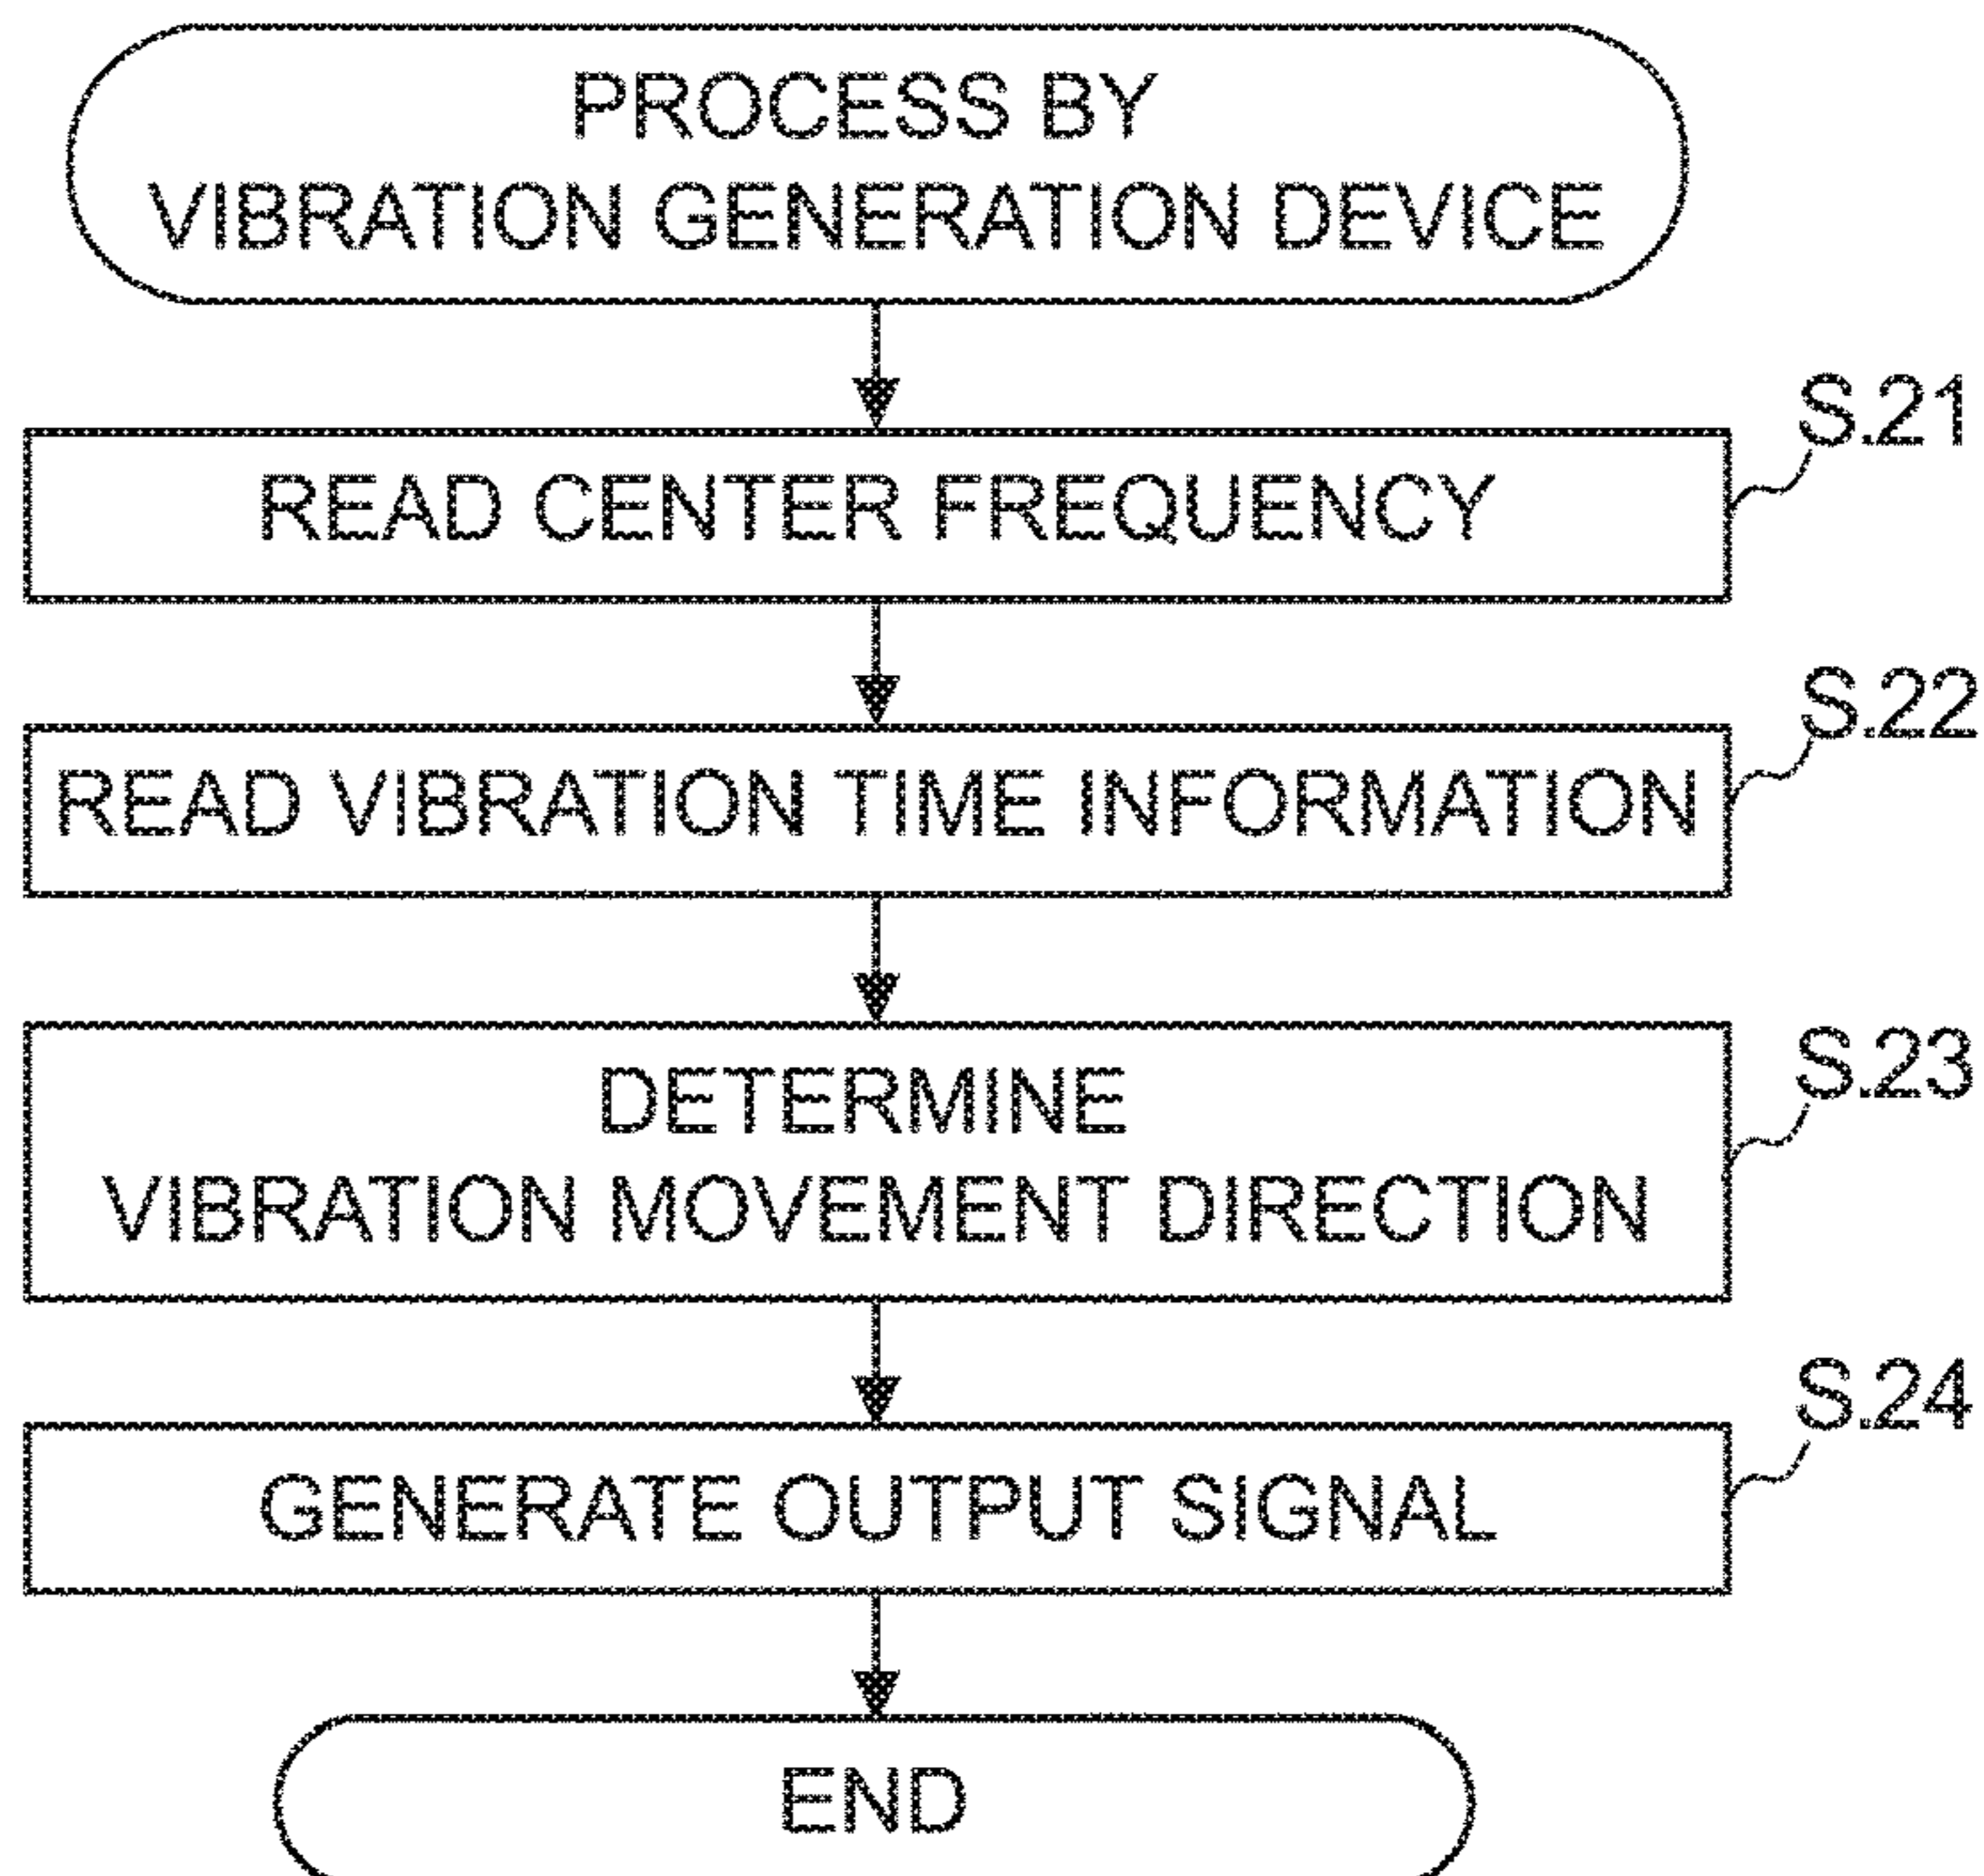 PROCESS BY
VIBRATION GENERATION DEVICE
S.21
READ CENTER FREQUENCY
S.22
READ VIBRATION TIME INFORMATION
S.23
DETERMINE
VIBRATION MOVEMENT DIRECTION
S.24
GENERATE OUTPUT SIGNAL
END